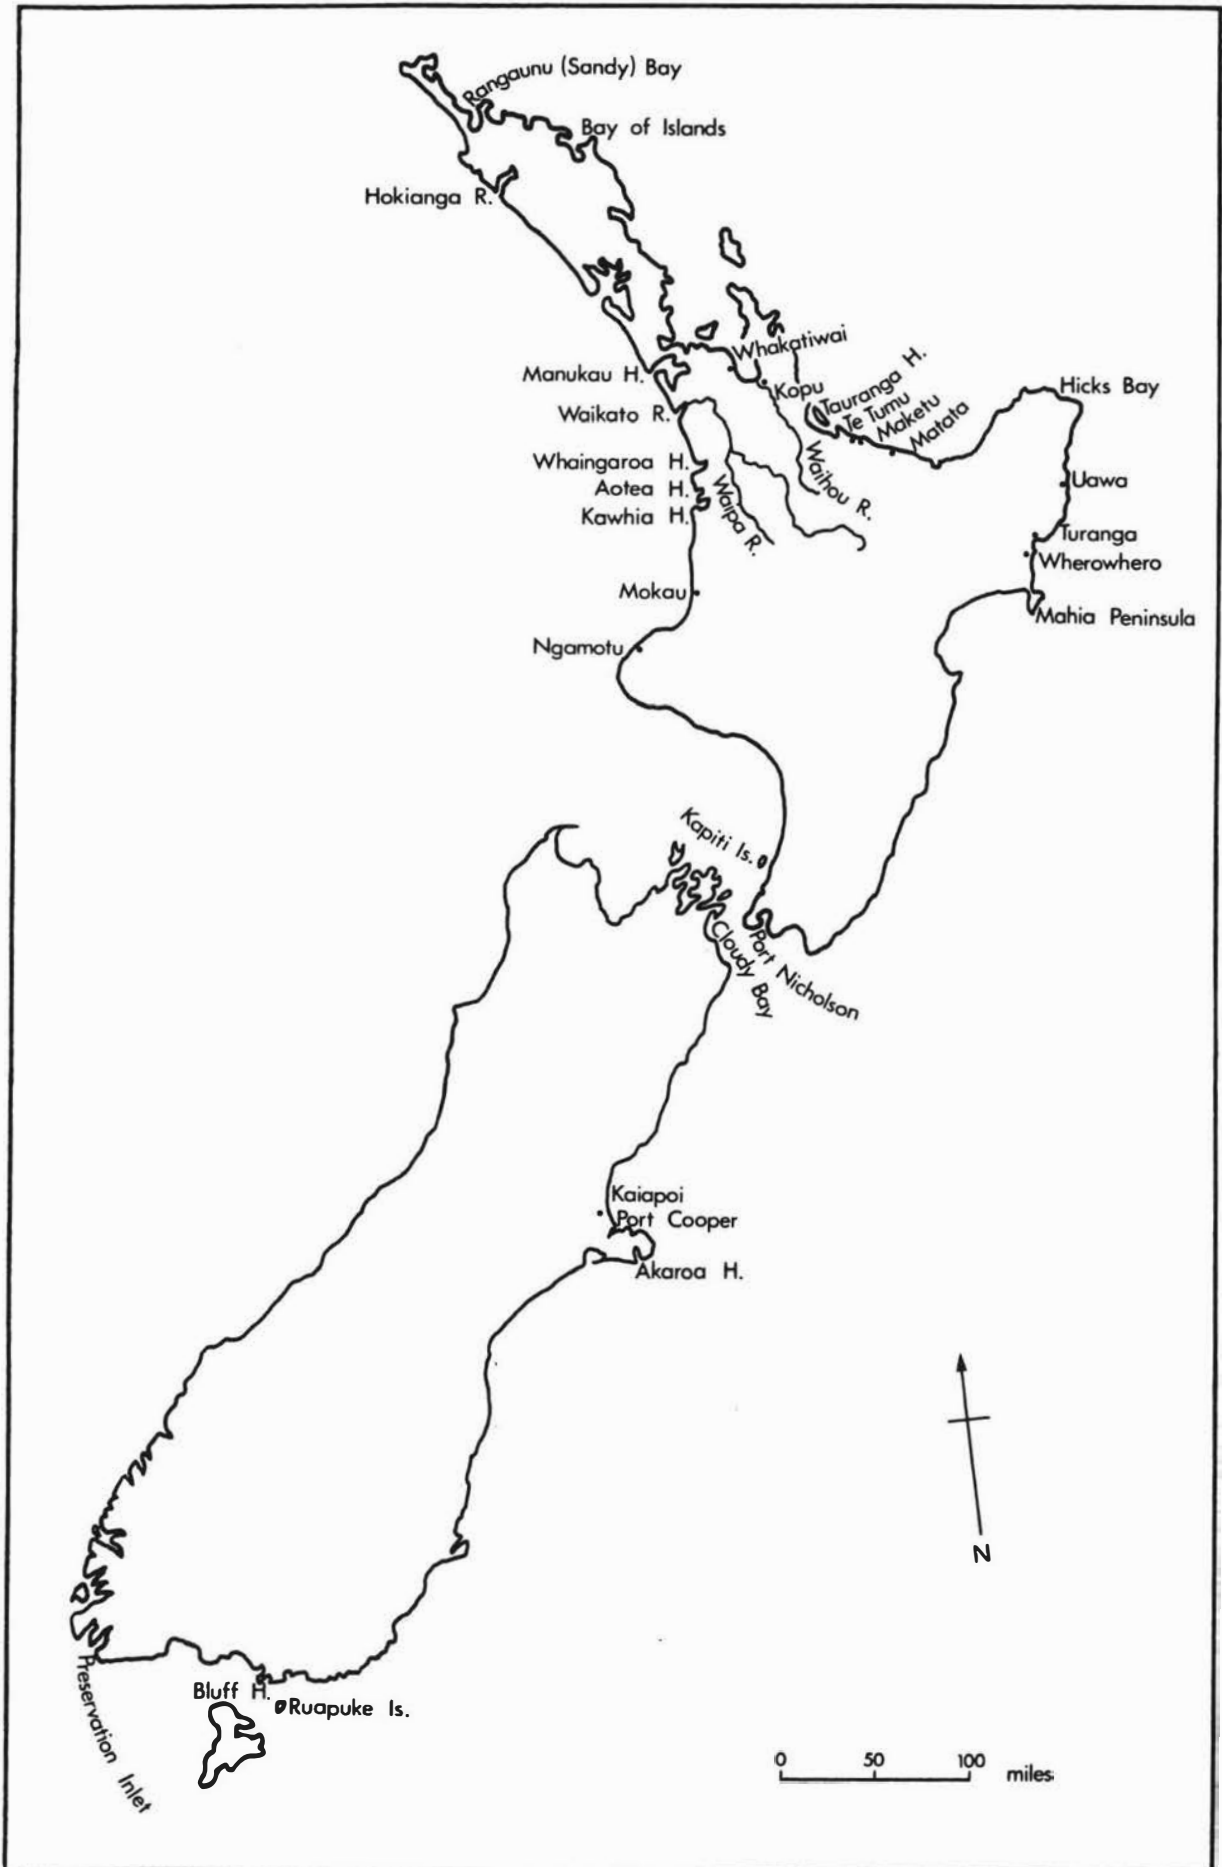 Rangaunu (Sandy) Bay
Bay of Islands
Hokianga R.
Whakatiwai
Manukau H.
Kopu
Tauranga H.
Hicks Bay
Te Tumu
Maketu
Matata
Waikato R.
Whaingaroa H.
Waihou R.
Aotea H.
Waipa R.
Kawhia H.
Uawa
Turanga
Wherowhero
Mokau
Mahia Peninsula
Ngamotu
Kapiti Is.
Cloudy Bay
Port Nicholson
Kaiapoi
Port Cooper
Akaroa H.
N
Preservation Inlet
Bluff H.
Ruapuke Is.
0 50 100 miles